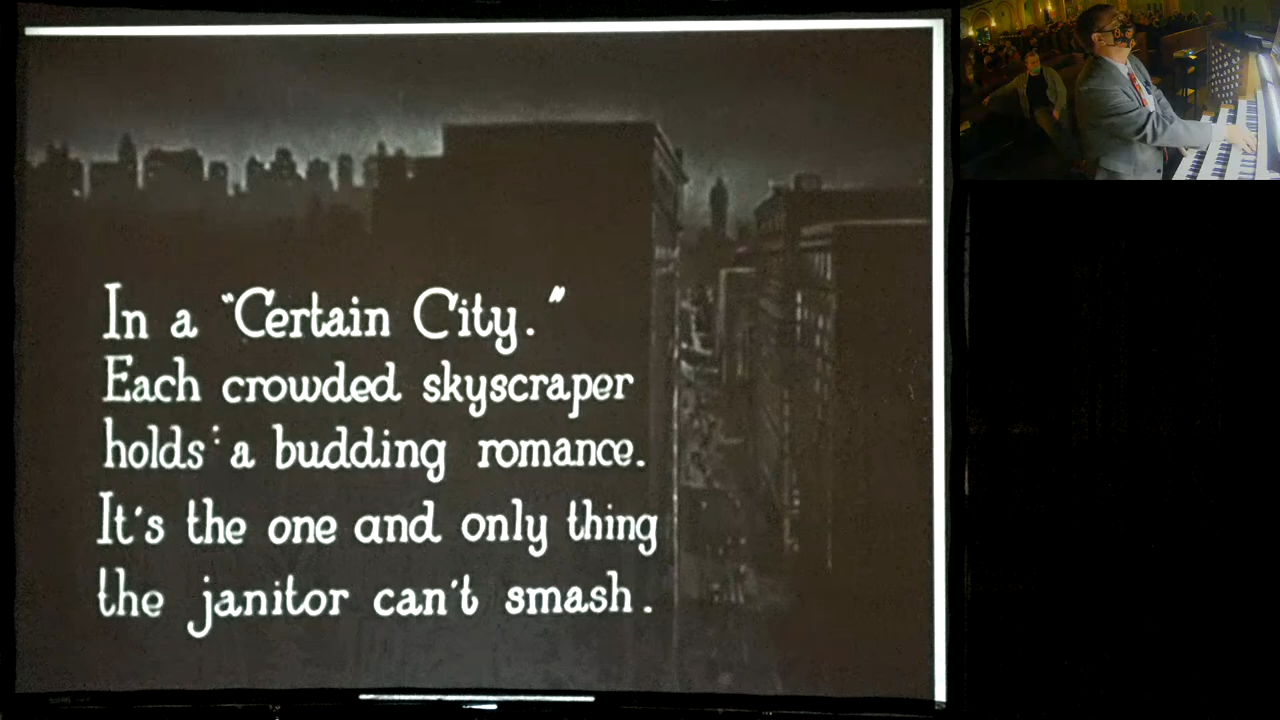 In a "Certain City."
Each crowded skyscraper
holds a budding romance.
It's the one and only thing
the janitor can't smash.